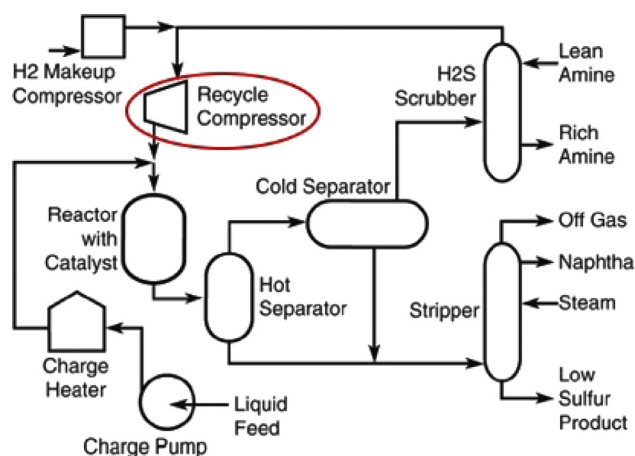 H2 Makeup
Compressor
Recycle
Compressor
H2S
Scrubber
Lean
Amine
Rich
Amine
Cold Separator
Reactor
with
Catalyst
Hot
Separator
Stripper
Off Gas
Naphtha
Steam
Low
Sulfur
Product
Charge
Heater
Liquid
Feed
Charge Pump